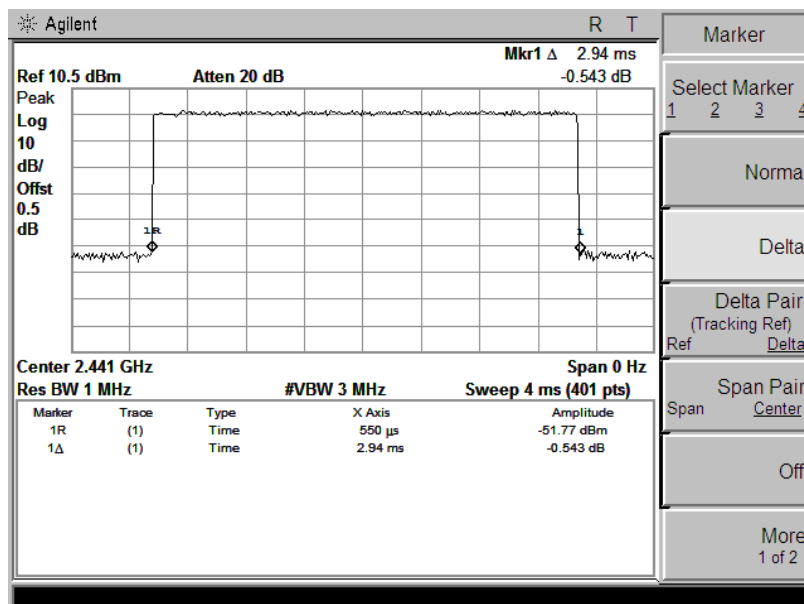 Agilent R T
Mkr1 Δ 2.94 ms
Ref 10.5 dBm Atten 20 dB -0.543 dB
Peak
Log
10
dB/
Offst
0.5
dB
1R
1
Center 2.441 GHz Span 0 Hz
Res BW 1 MHz #VBW 3 MHz Sweep 4 ms (401 pts)
Marker Trace Type X Axis Amplitude
1R (1) Time 550 µs -51.77 dBm
1Δ (1) Time 2.94 ms -0.543 dB
Marker
Select Marker
1 2 3 4
Norma
Delta
Delta Pair
(Tracking Ref)
Ref Delta
Span Pair
Span Center
Off
More
1 of 2